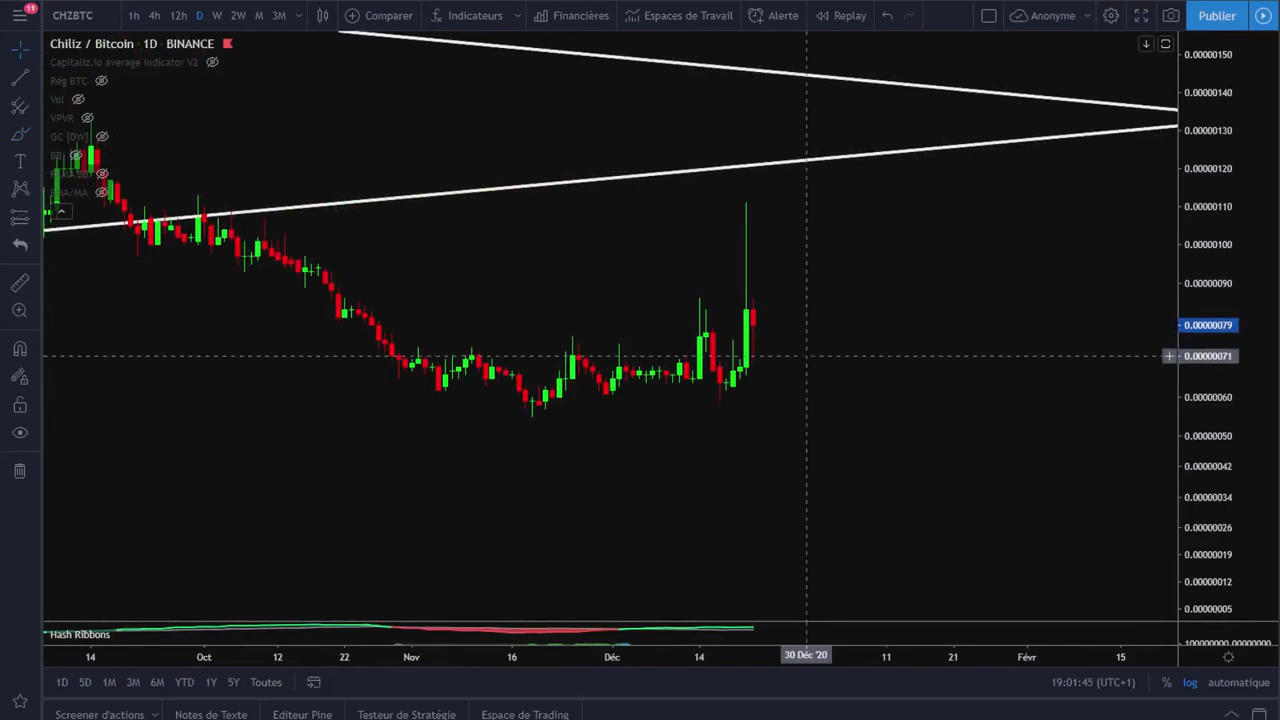 11
CHZBTC 1h 4h 12h D W 2W M 3M Comparer Indicateurs Financières Espaces de Travail Alerte Replay Anonyme Publier
Chiliz / Bitcoin · 1D · BINANCE
Capitaliz.io average indicator V2
Rég BTC
Vol
VPVR
GC [DW]
BB
0.00000150
0.00000140
0.00000130
0.00000120
0.00000110
0.00000100
0.00000090
0.00000079
0.00000071
0.00000060
0.00000050
0.00000042
0.00000034
0.00000026
0.00000019
0.00000012
0.00000005
Hash Ribbons
14 Oct 12 22 Nov 16 Déc 14 30 Déc '20 11 21 Févr 15
1D 5D 1M 3M 6M YTD 1Y 5Y Toutes 19:01:45 (UTC+1) % log automatique
Screener d'actions Notes de Texte Editeur Pine Testeur de Stratégie Espace de Trading